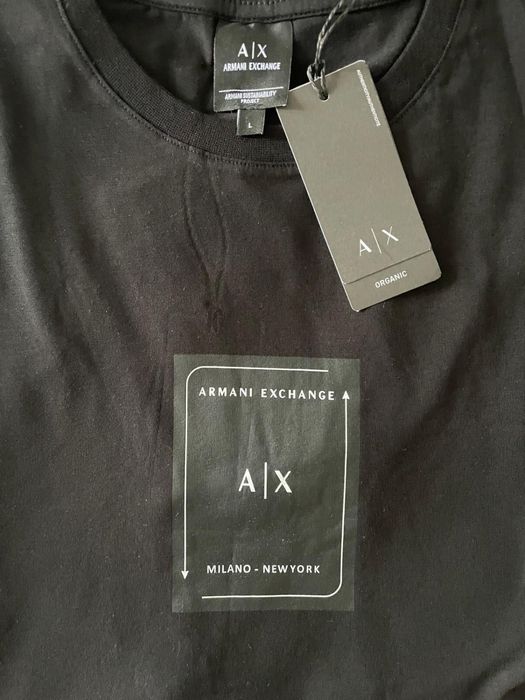 A|X
ARMANI EXCHANGE
ARMANI SUSTAINABILITY
PROJECT
L
A|X
ORGANIC
ARMANI EXCHANGE
A|X
MILANO - NEWYORK